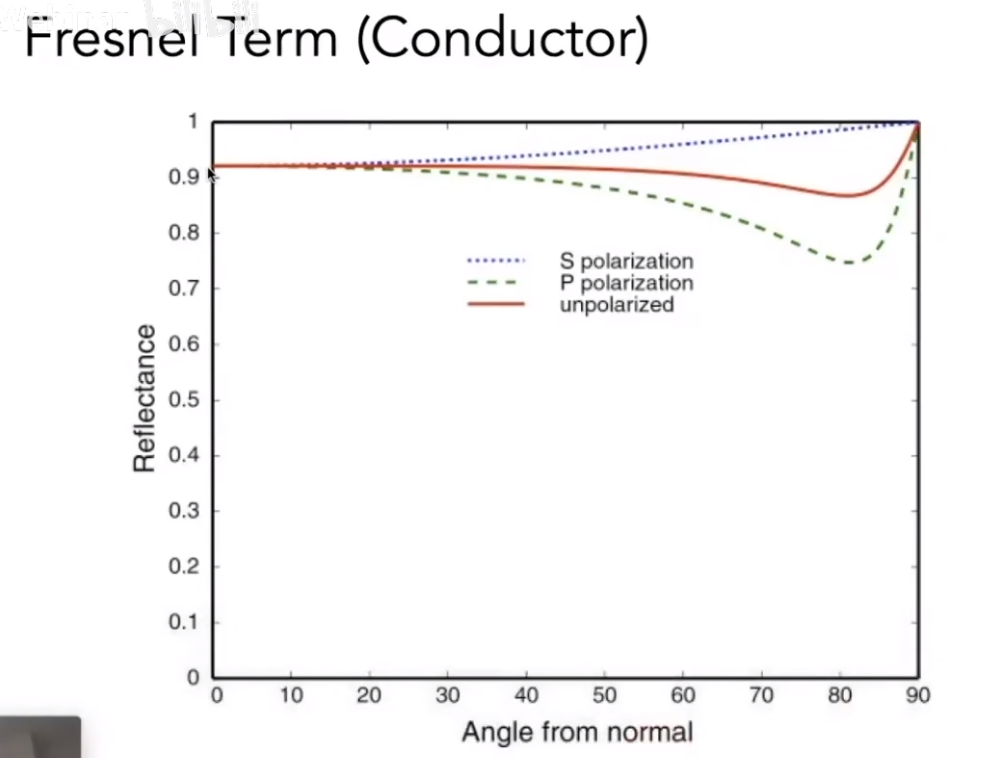 Webinar bilibili
Fresnel Term (Conductor)
1
0.9
0.8
0.7
0.6
0.5
0.4
0.3
0.2
0.1
0
Reflectance
S polarization
P polarization
unpolarized
0 10 20 30 40 50 60 70 80 90
Angle from normal